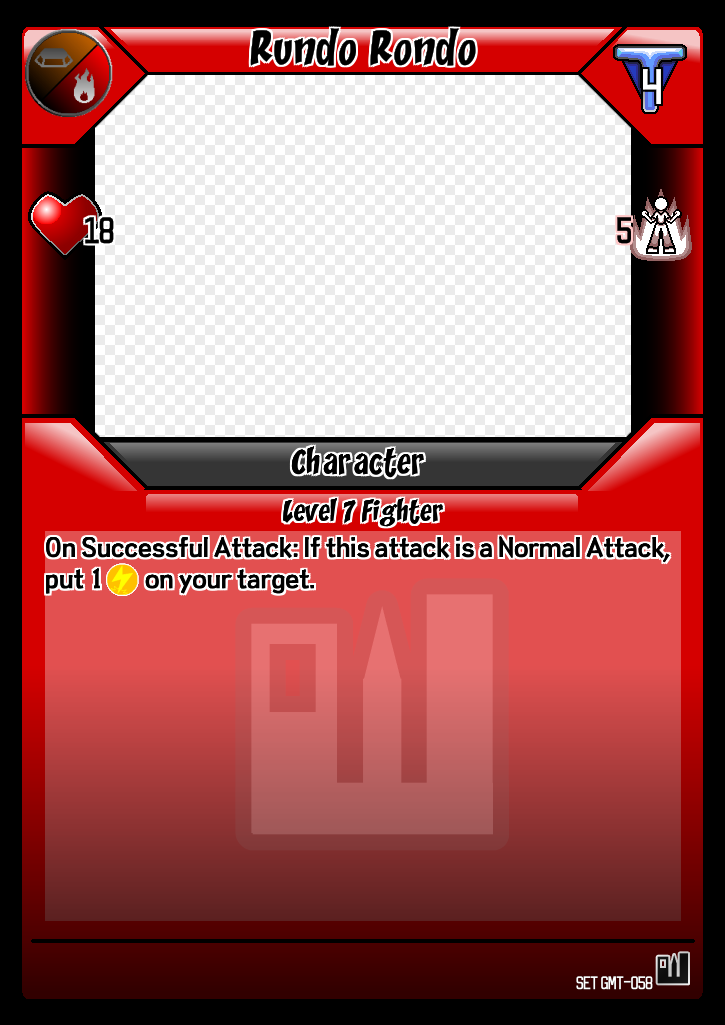 Rundo Rondo
4
18
5
Character
Level 7 Fighter
On Successful Attack: If this attack is a Normal Attack,
put 1 on your target.
SET GMT-058